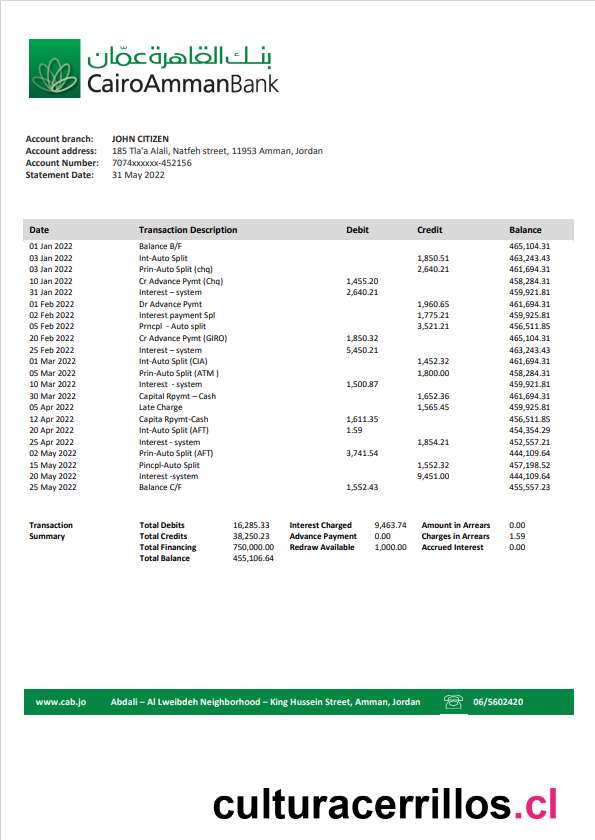 بنك القاهرة عمّان
CairoAmmanBank
Account branch: JOHN CITIZEN
Account address: 185 Tla'a Alali, Natfeh street, 11953 Amman, Jordan
Account Number: 7074xxxxxx-452156
Statement Date: 31 May 2022
Date Transaction Description Debit Credit Balance
01 Jan 2022 Balance B/F 465,104.31
03 Jan 2022 Int-Auto Split 1,850.51 463,243.43
03 Jan 2022 Prin-Auto Split (chq) 2,640.21 461,694.31
10 Jan 2022 Cr Advance Pymt (Chq) 1,455.20 458,284.31
31 Jan 2022 Interest – system 2,640.21 459,921.81
01 Feb 2022 Dr Advance Pymt 1,960.65 461,694.31
02 Feb 2022 Interest payment Spl 1,775.21 459,925.81
05 Feb 2022 Prncpl - Auto split 3,521.21 456,511.85
20 Feb 2022 Cr Advance Pymt (GIRO) 1,850.32 465,104.31
25 Feb 2022 Interest – system 5,450.21 463,243.43
01 Mar 2022 Int-Auto Split (CIA) 1,452.32 461,694.31
05 Mar 2022 Prin-Auto Split (ATM ) 1,800.00 458,284.31
10 Mar 2022 Interest - system 1,500.87 459,921.81
30 Mar 2022 Capital Rpymt – Cash 1,652.36 461,694.31
05 Apr 2022 Late Charge 1,565.45 459,925.81
12 Apr 2022 Capita Rpymt-Cash 1,611.35 456,511.85
20 Apr 2022 Int-Auto Split (AFT) 1.59 454,354.29
25 Apr 2022 Interest - system 1,854.21 452,557.21
02 May 2022 Prin-Auto Split (AFT) 3,741.54 444,109.64
15 May 2022 Pincpl-Auto Split 1,552.32 457,198.52
20 May 2022 Interest -system 9,451.00 444,109.64
25 May 2022 Balance C/F 1,552.43 455,557.23
Transaction Total Debits 16,285.33 Interest Charged 9,463.74 Amount in Arrears 0.00
Summary Total Credits 38,250.23 Advance Payment 0.00 Charges in Arrears 1.59
Total Financing 750,000.00 Redraw Available 1,000.00 Accrued Interest 0.00
Total Balance 455,106.64
www.cab.jo Abdali – Al Lweibdeh Neighborhood – King Hussein Street, Amman, Jordan 06/5602420
culturacerrillos.cl